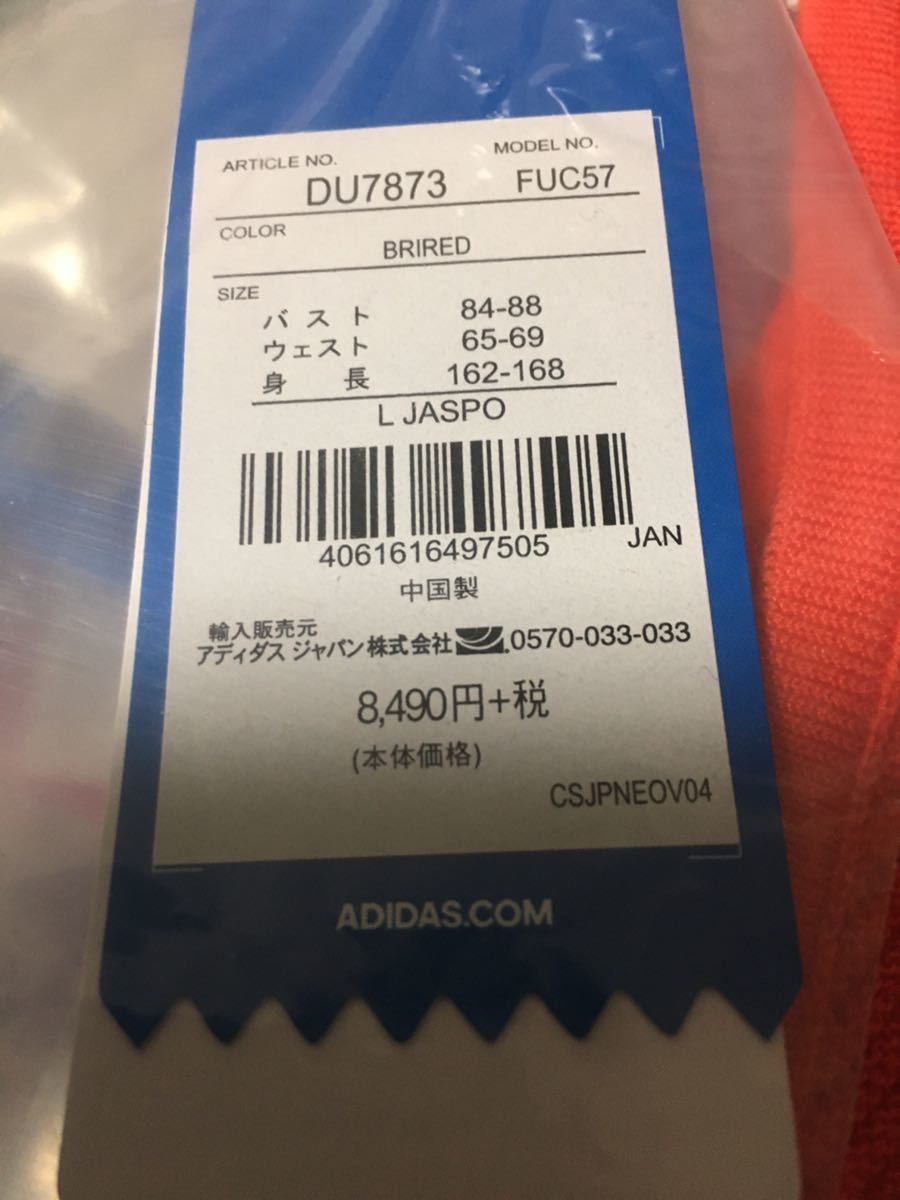 ARTICLE NO. MODEL NO.
DU7873 FUC57
COLOR
BRIRED
SIZE
バスト 84-88
ウェスト 65-69
身長 162-168
L JASPO
4061616497505 JAN
中国製
輸入販売元
アディダス ジャパン株式会社 0570-033-033
8,490円+税
(本体価格)
CSJPNEOV04
ADIDAS.COM